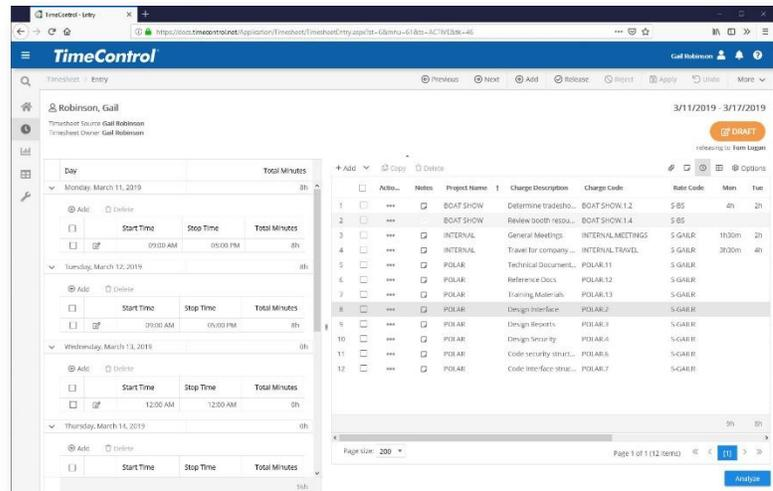 TimeControl - Entry
https://docs.timecontrol.net/Application/Timesheet/TimesheetEntry.aspx?
TimeControl
Gail Robinson
Timesheet / Entry
Previous Next Add Release Reject Apply Undo More
Robinson, Gail
3/11/2019 - 3/17/2019
Timesheet Source Gail Robinson
Timesheet Owner Gail Robinson
DRAFT
releasing to Tom Logan
Day Total Minutes
Monday, March 11, 2019 8h
Add Delete
Start Time Stop Time Total Minutes
09:00 AM 05:00 PM 8h
Tuesday, March 12, 2019 8h
Add Delete
Start Time Stop Time Total Minutes
09:00 AM 05:00 PM 8h
Wednesday, March 13, 2019 0h
Add Delete
Start Time Stop Time Total Minutes
12:00 AM 12:00 AM 0h
Thursday, March 14, 2019 0h
Add Delete
Start Time Stop Time Total Minutes
16h
+ Add Copy Delete Options
Actio... Notes Project Name Charge Description Charge Code Rate Code Mon Tue
1 BOAT SHOW Determine tradesho... BOAT SHOW.1.2 S-BS 4h 2h
2 BOAT SHOW Review booth resou... BOAT SHOW.1.4 S-BS
3 INTERNAL General Meetings INTERNAL.MEETINGS S-GAILR 1h30m 2h
4 INTERNAL Travel for company ... INTERNAL.TRAVEL S-GAILR 3h30m 4h
5 POLAR Technical Document... POLAR.11 S-GAILR
6 POLAR Reference Docs POLAR.12 S-GAILR
7 POLAR Training Materials POLAR.13 S-GAILR
8 POLAR Design Interface POLAR.2 S-GAILR
9 POLAR Design Reports POLAR.3 S-GAILR
10 POLAR Design Security POLAR.4 S-GAILR
11 POLAR Code security struct... POLAR.6 S-GAILR
12 POLAR Code Interface struc... POLAR.7 S-GAILR
9h 8h
Page size: 200 Page 1 of 1 (12 items) [1]
Analyze